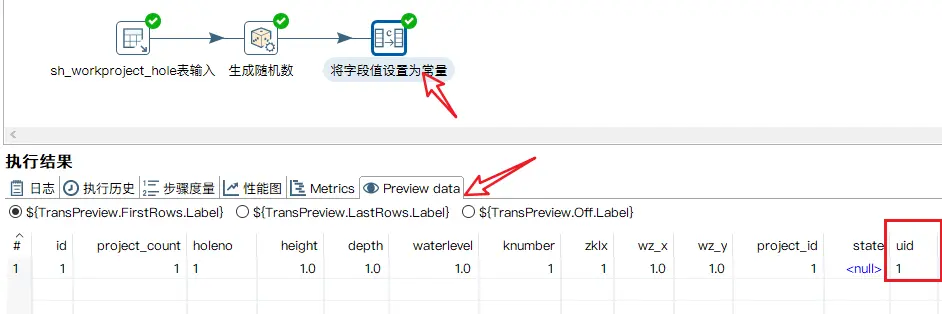 sh_workproject_hole表输入 生成随机数 将字段值设置为常量
执行结果
日志 执行历史 步骤度量 性能图 Metrics Preview data
${TransPreview.FirstRows.Label} ${TransPreview.LastRows.Label} ${TransPreview.Off.Label}
# id project_count holeno height depth waterlevel knumber zklx wz_x wz_y project_id state uid
1 1 1 1 1.0 1.0 1.0 1 1 1.0 1.0 1 <null> 1